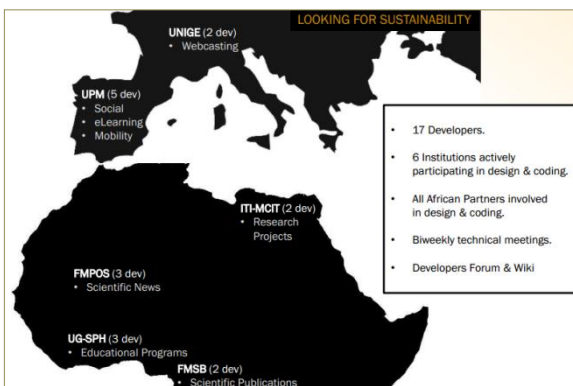 LOOKING FOR SUSTAINABILITY
UNIGE (2 dev)
• Webcasting
UPM (5 dev)
• Social
• eLearning
• Mobility
• 17 Developers.
• 6 Institutions actively
participating in design & coding.
• All African Partners involved
in design & coding.
• Biweekly technical meetings.
• Developers Forum & Wiki
ITI-MCIT (2 dev)
• Research
Projects
FMPOS (3 dev)
• Scientific News
UG-SPH (3 dev)
• Educational Programs
FMSB (2 dev)
• Scientific Publications